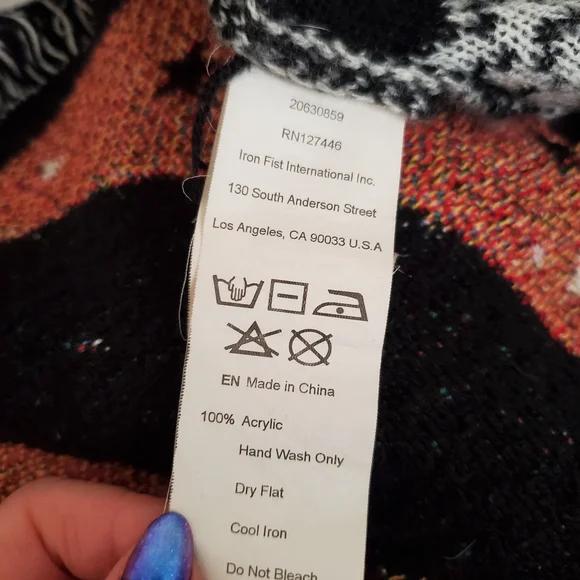 20630859
RN127446
Iron Fist International Inc.
130 South Anderson Street
Los Angeles, CA 90033 U.S.A
EN Made in China
100% Acrylic
Hand Wash Only
Dry Flat
Cool Iron
Do Not Bleach